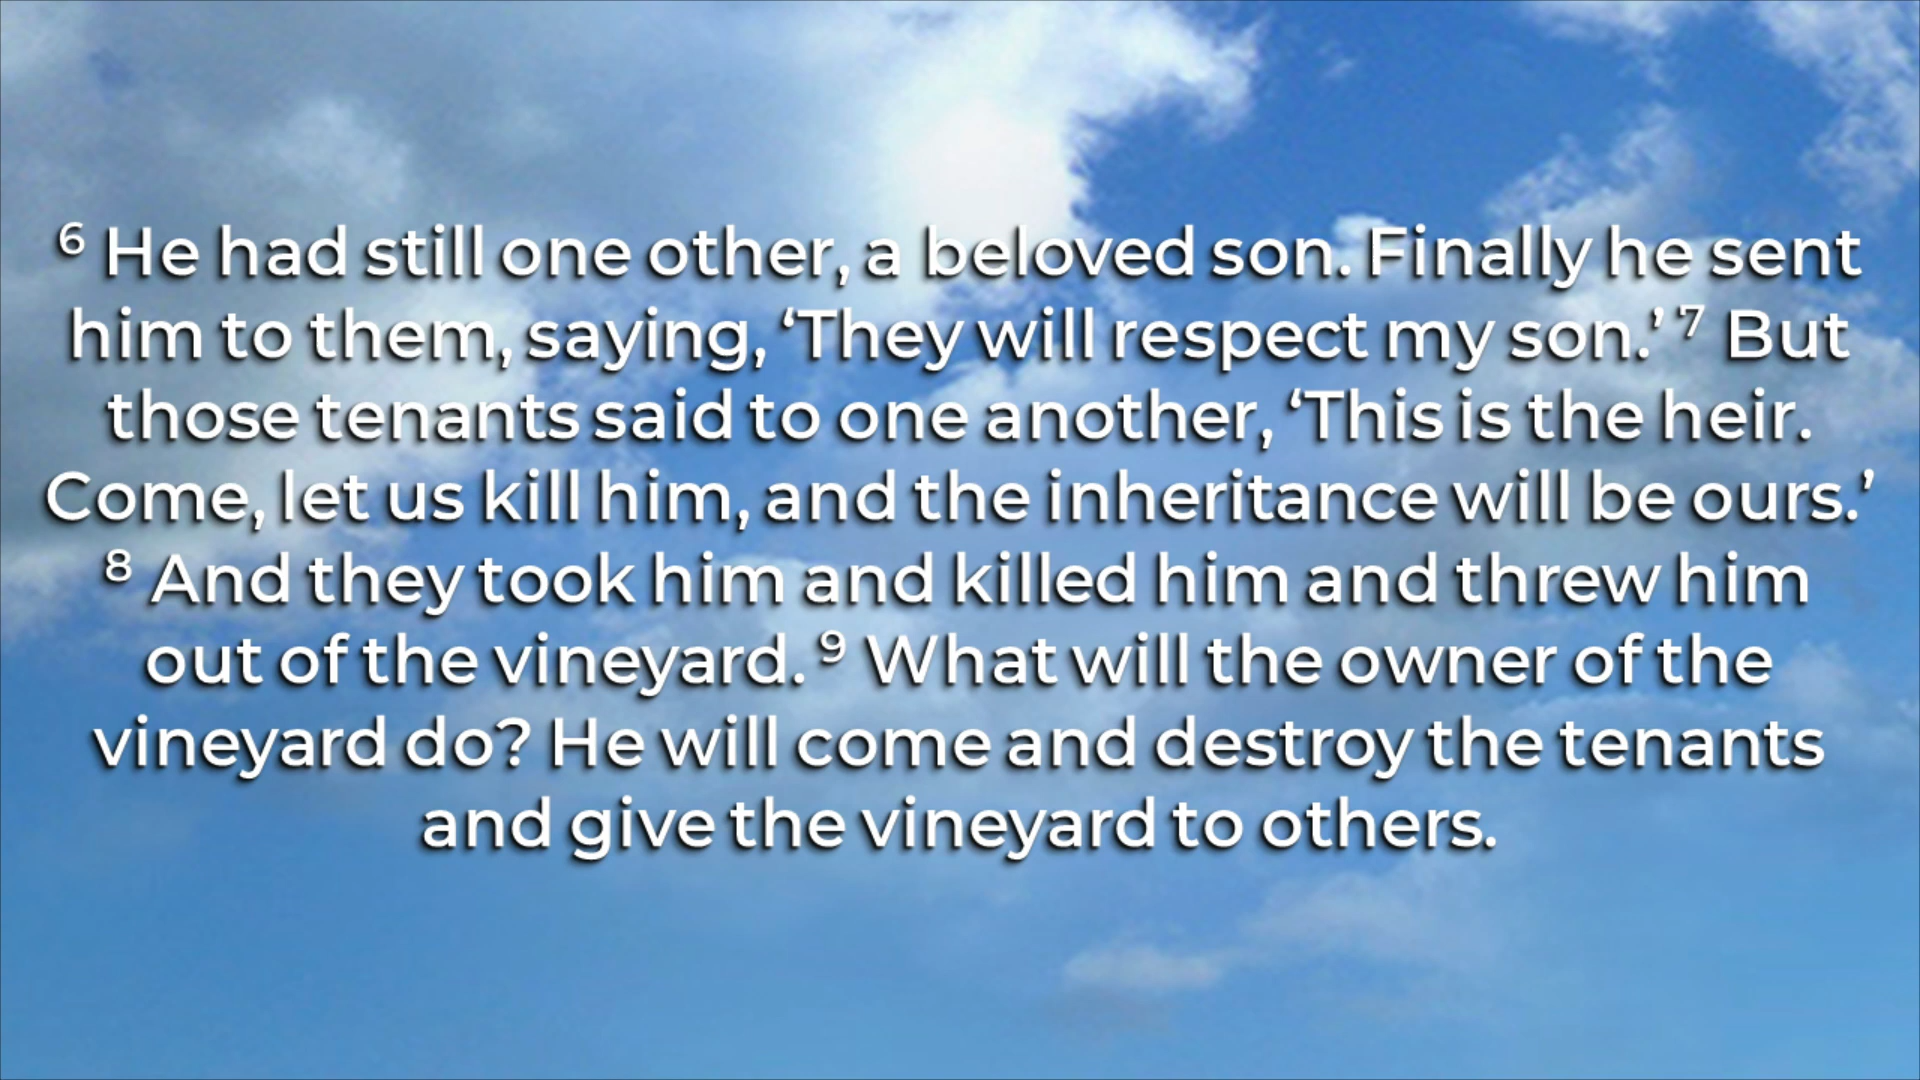 ⁶ He had still one other, a beloved son. Finally he sent
him to them, saying, ‘They will respect my son.’ ⁷ But
those tenants said to one another, ‘This is the heir.
Come, let us kill him, and the inheritance will be ours.’
⁸ And they took him and killed him and threw him
out of the vineyard. ⁹ What will the owner of the
vineyard do? He will come and destroy the tenants
and give the vineyard to others.